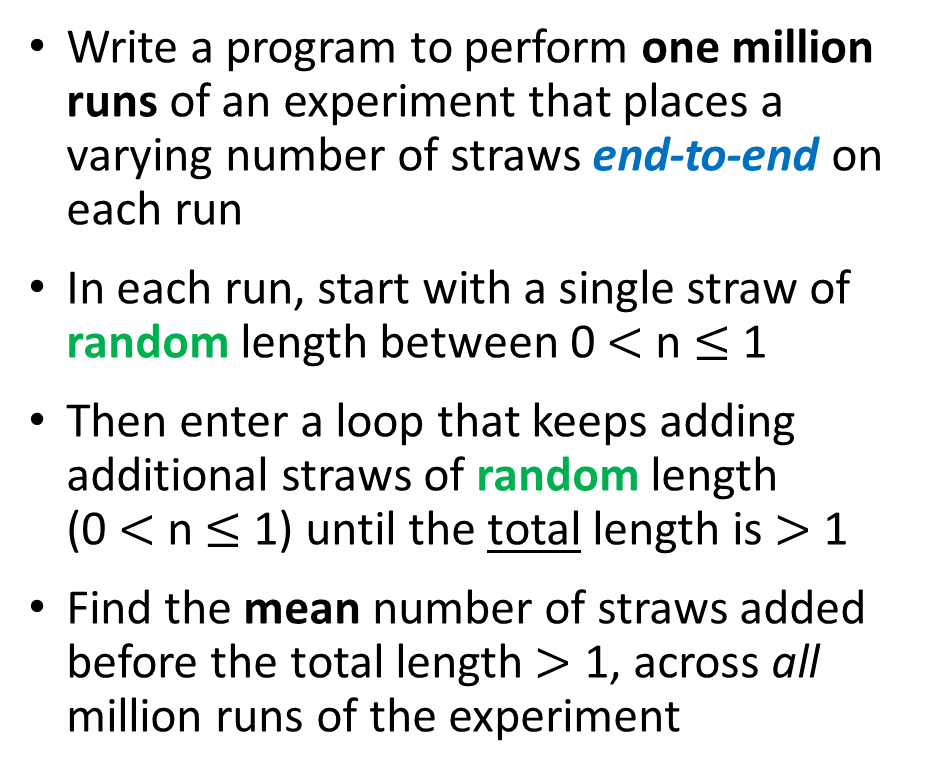 • Write a program to perform one million
runs of an experiment that places a
varying number of straws end-to-end on
each run
• In each run, start with a single straw of
random length between 0 < n ≤ 1
• Then enter a loop that keeps adding
additional straws of random length
(0 < n ≤ 1) until the total length is > 1
• Find the mean number of straws added
before the total length > 1, across all
million runs of the experiment